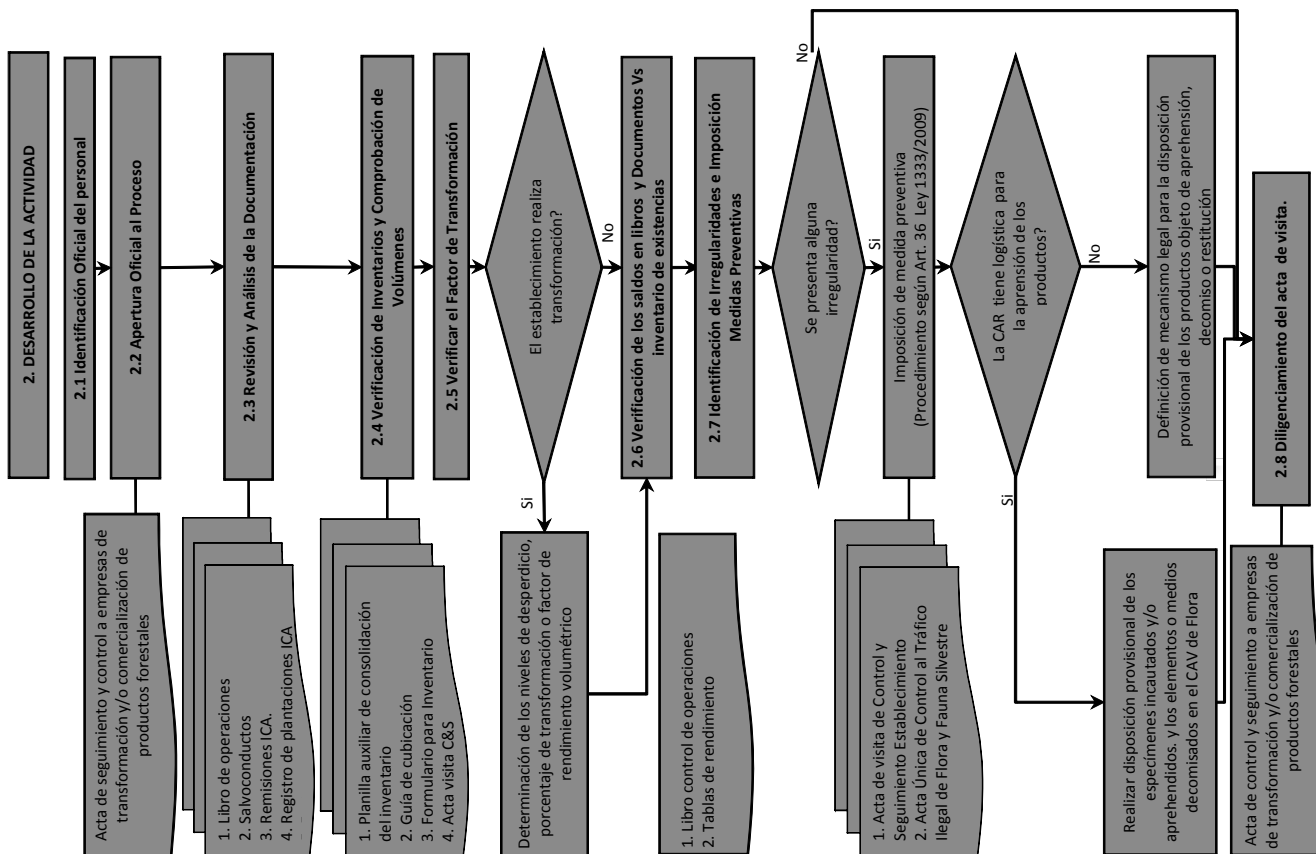 2. DESARROLLO DE LA ACTIVIDAD
2.1 Identificación Oficial del personal
2.2 Apertura Oficial al Proceso
Acta de seguimiento y control a empresas de
transformación y/o comercialización de
productos forestales
2.3 Revisión y Análisis de la Documentación
1. Libro de operaciones
2. Salvoconductos
3. Remisiones ICA.
4. Registro de plantaciones ICA
2.4 Verificación de Inventarios y Comprobación de
Volúmenes
1. Planilla auxiliar de consolidación
del inventario
2. Guía de cubicación
3. Formulario para Inventario
4. Acta visita C&S
2.5 Verificar el Factor de Transformación
El establecimiento realiza
transformación?
Si
No
Determinación de los niveles de desperdicio,
porcentaje de transformación o factor de
rendimiento volumétrico
2.6 Verificación de los saldos en libros y Documentos Vs
inventario de existencias
1. Libro control de operaciones
2. Tablas de rendimiento
2.7 Identificación de Irregularidades e Imposición
Medidas Preventivas
Se presenta alguna
irregularidad?
No
Si
Imposición de medida preventiva
(Procedimiento según Art. 36 Ley 1333/2009)
1. Acta de visita de Control y
Seguimiento Establecimiento
2. Acta Única de Control al Tráfico
Ilegal de Flora y Fauna Silvestre
La CAR tiene logística para
la aprensión de los
productos?
Si
No
Realizar disposición provisional de los
especímenes incautados y/o
aprehendidos. y los elementos o medios
decomisados en el CAV de Flora
Definición de mecanismo legal para la disposición
provisional de los productos objeto de aprehensión,
decomiso o restitución
2.8 Diligenciamiento del acta de visita.
Acta de control y seguimiento a empresas
de transformación y/o comercialización de
productos forestales